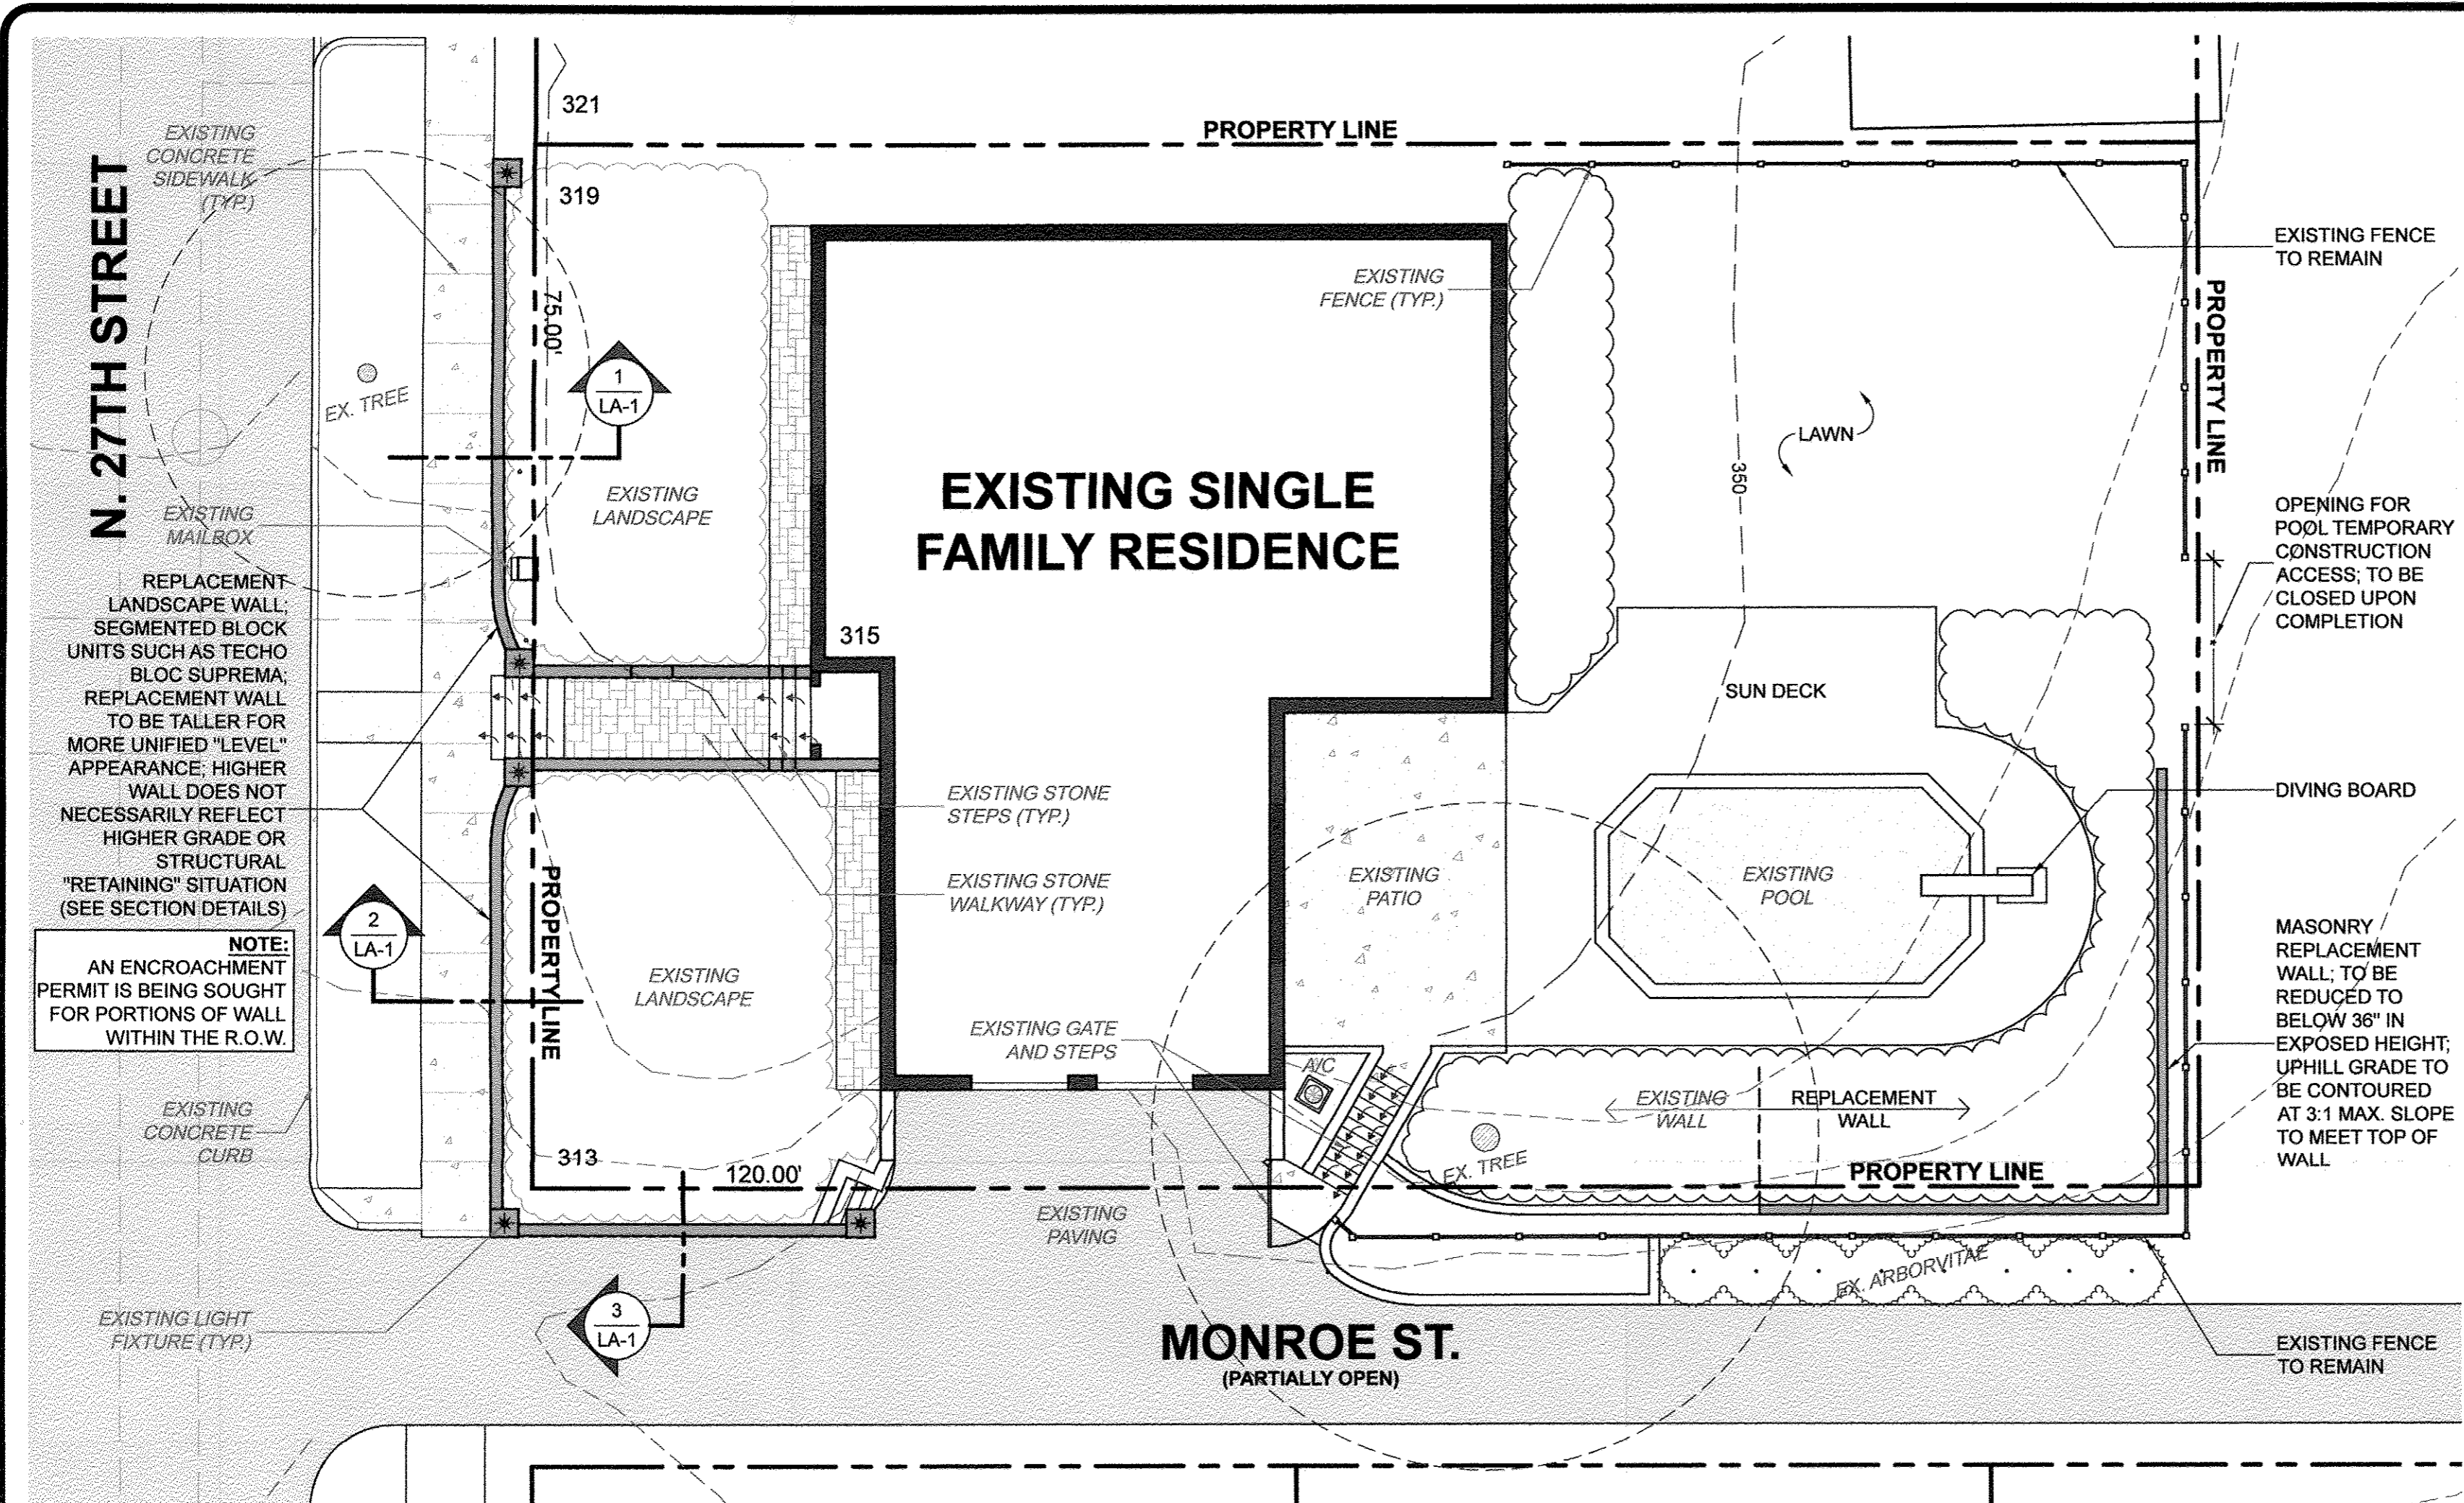 N. 27TH STREET
EXISTING
CONCRETE
SIDEWALK
(TYP.)
EX. TREE
EXISTING
MAILBOX
REPLACEMENT
LANDSCAPE WALL;
SEGMENTED BLOCK
UNITS SUCH AS TECHO
BLOC SUPREMA;
REPLACEMENT WALL
TO BE TALLER FOR
MORE UNIFIED "LEVEL"
APPEARANCE; HIGHER
WALL DOES NOT
NECESSARILY REFLECT
HIGHER GRADE OR
STRUCTURAL
"RETAINING" SITUATION
(SEE SECTION DETAILS)
2
LA-1
NOTE:
AN ENCROACHMENT
PERMIT IS BEING SOUGHT
FOR PORTIONS OF WALL
WITHIN THE R.O.W.
EXISTING
CONCRETE
CURB
EXISTING LIGHT
FIXTURE (TYP.)
321
319
75.00'
1
LA-1
EXISTING
LANDSCAPE
315
PROPERTY LINE
EXISTING
LANDSCAPE
313
120.00'
3
LA-1
PROPERTY LINE
EXISTING SINGLE
FAMILY RESIDENCE
EXISTING
FENCE (TYP.)
EXISTING STONE
STEPS (TYP.)
EXISTING STONE
WALKWAY (TYP.)
EXISTING GATE
AND STEPS
EXISTING
PAVING
MONROE ST.
(PARTIALLY OPEN)
350
LAWN
SUN DECK
EXISTING
PATIO
EXISTING
POOL
A/C
EX. TREE
EXISTING
WALL
REPLACEMENT
WALL
PROPERTY LINE
EX. ARBORVITAE
PROPERTY LINE
EXISTING FENCE
TO REMAIN
OPENING FOR
POOL TEMPORARY
CONSTRUCTION
ACCESS; TO BE
CLOSED UPON
COMPLETION
DIVING BOARD
MASONRY
REPLACEMENT
WALL; TO BE
REDUCED TO
BELOW 36" IN
EXPOSED HEIGHT;
UPHILL GRADE TO
BE CONTOURED
AT 3:1 MAX. SLOPE
TO MEET TOP OF
WALL
EXISTING FENCE
TO REMAIN